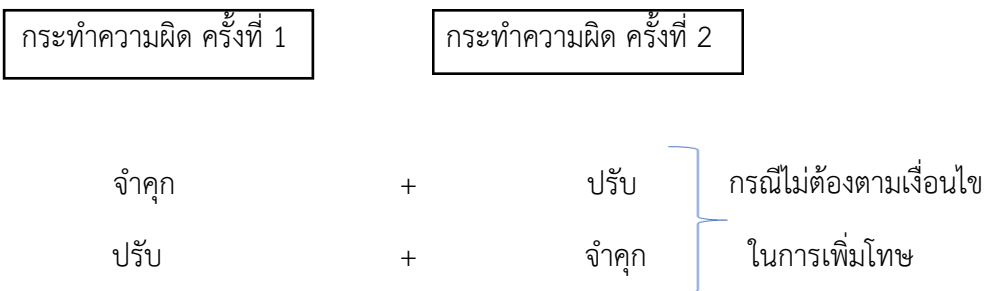 กระทำความผิด ครั้งที่ 1 กระทำความผิด ครั้งที่ 2
จำคุก + ปรับ กรณีไม่ต้องตามเงื่อนไข
ปรับ + จำคุก ในการเพิ่มโทษ